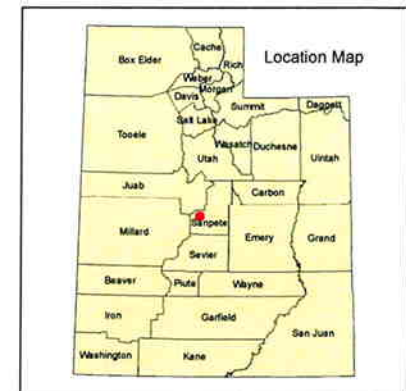 Location Map
Cache
Box Elder
Rich
Weber
Morgan
Davis
Summit
Daggett
Salt Lake
Tooele
Wasatch
Duchesne
Utah
Uintah
Juab
Carbon
Sanpete
Millard
Emery
Grand
Sevier
Beaver
Piute
Wayne
Iron
Garfield
San Juan
Washington
Kane